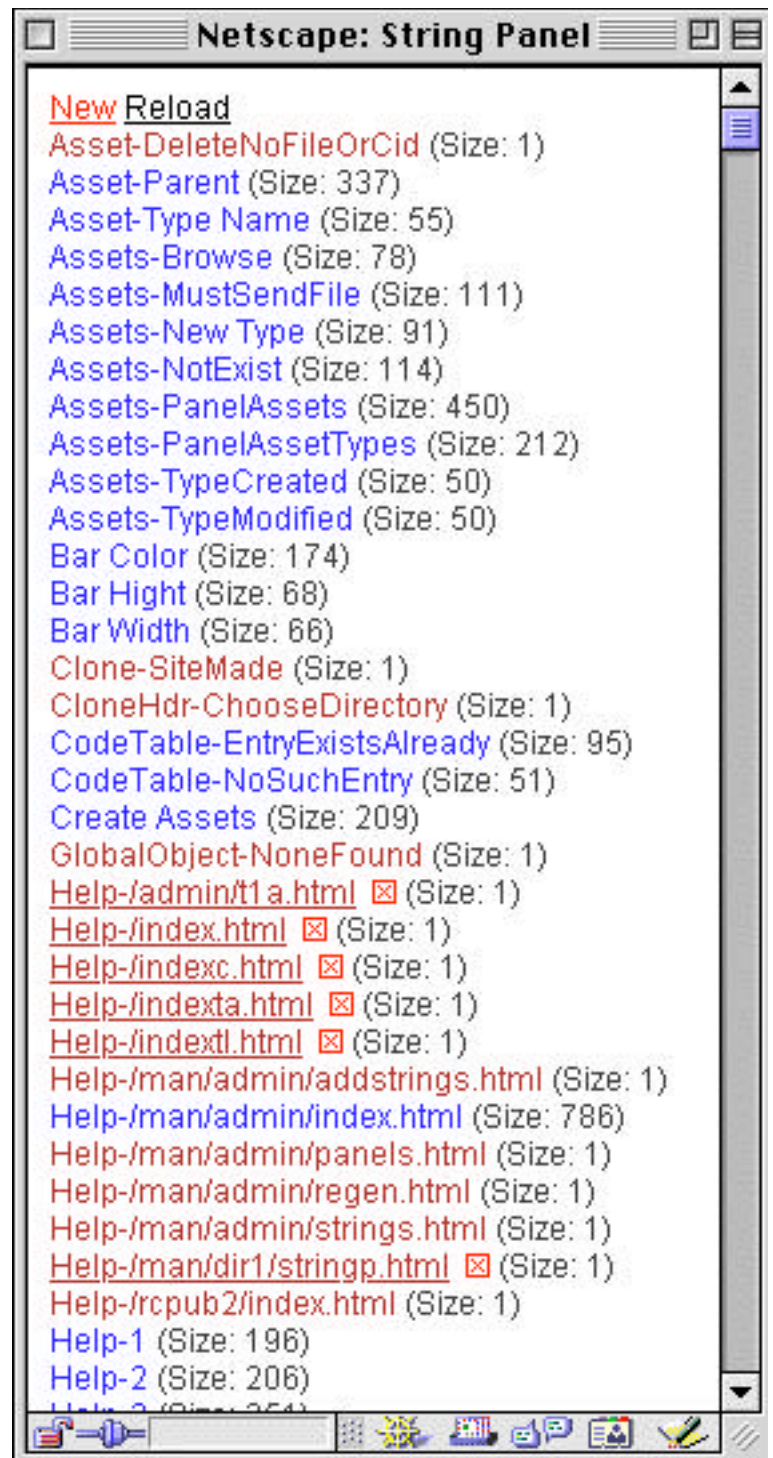 Netscape: String Panel
New Reload
Asset-DeleteNoFileOrCid (Size: 1)
Asset-Parent (Size: 337)
Asset-Type Name (Size: 55)
Assets-Browse (Size: 78)
Assets-MustSendFile (Size: 111)
Assets-New Type (Size: 91)
Assets-NotExist (Size: 114)
Assets-PanelAssets (Size: 450)
Assets-PanelAssetTypes (Size: 212)
Assets-TypeCreated (Size: 50)
Assets-TypeModified (Size: 50)
Bar Color (Size: 174)
Bar Hight (Size: 68)
Bar Width (Size: 66)
Clone-SiteMade (Size: 1)
CloneHdr-ChooseDirectory (Size: 1)
CodeTable-EntryExistsAlready (Size: 95)
CodeTable-NoSuchEntry (Size: 51)
Create Assets (Size: 209)
GlobalObject-NoneFound (Size: 1)
Help-/admin/t1a.html (Size: 1)
Help-/index.html (Size: 1)
Help-/indexc.html (Size: 1)
Help-/indexta.html (Size: 1)
Help-/indextl.html (Size: 1)
Help-/man/admin/addstrings.html (Size: 1)
Help-/man/admin/index.html (Size: 786)
Help-/man/admin/panels.html (Size: 1)
Help-/man/admin/regen.html (Size: 1)
Help-/man/admin/strings.html (Size: 1)
Help-/man/dir1/stringp.html (Size: 1)
Help-/rcpub2/index.html (Size: 1)
Help-1 (Size: 196)
Help-2 (Size: 206)